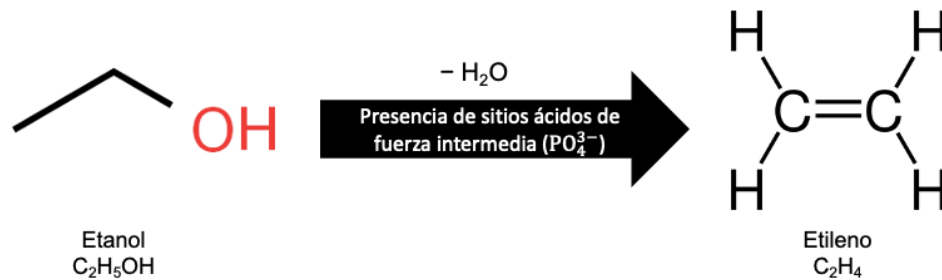 − H₂O
Presencia de sitios ácidos de
fuerza intermedia (PO₄³⁻)
OH
H
H
C
C
H
H
Etanol
C₂H₅OH
Etileno
C₂H₄